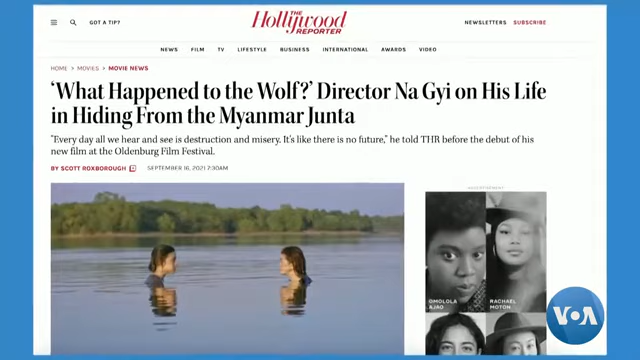 GOT A TIP?
THE
Hollywood
REPORTER
NEWSLETTERS SUBSCRIBE
NEWS FILM TV LIFESTYLE BUSINESS INTERNATIONAL AWARDS VIDEO
HOME > MOVIES > MOVIE NEWS
‘What Happened to the Wolf?’ Director Na Gyi on His Life
in Hiding From the Myanmar Junta
"Every day all we hear and see is destruction and misery. It's like there is no future," he told THR before the debut of his
new film at the Oldenburg Film Festival.
BY SCOTT ROXBOROUGH SEPTEMBER 16, 2021 7:30AM
ADVERTISEMENT
OMOLOLA
AJAO
RACHAEL
MOTON
VOA